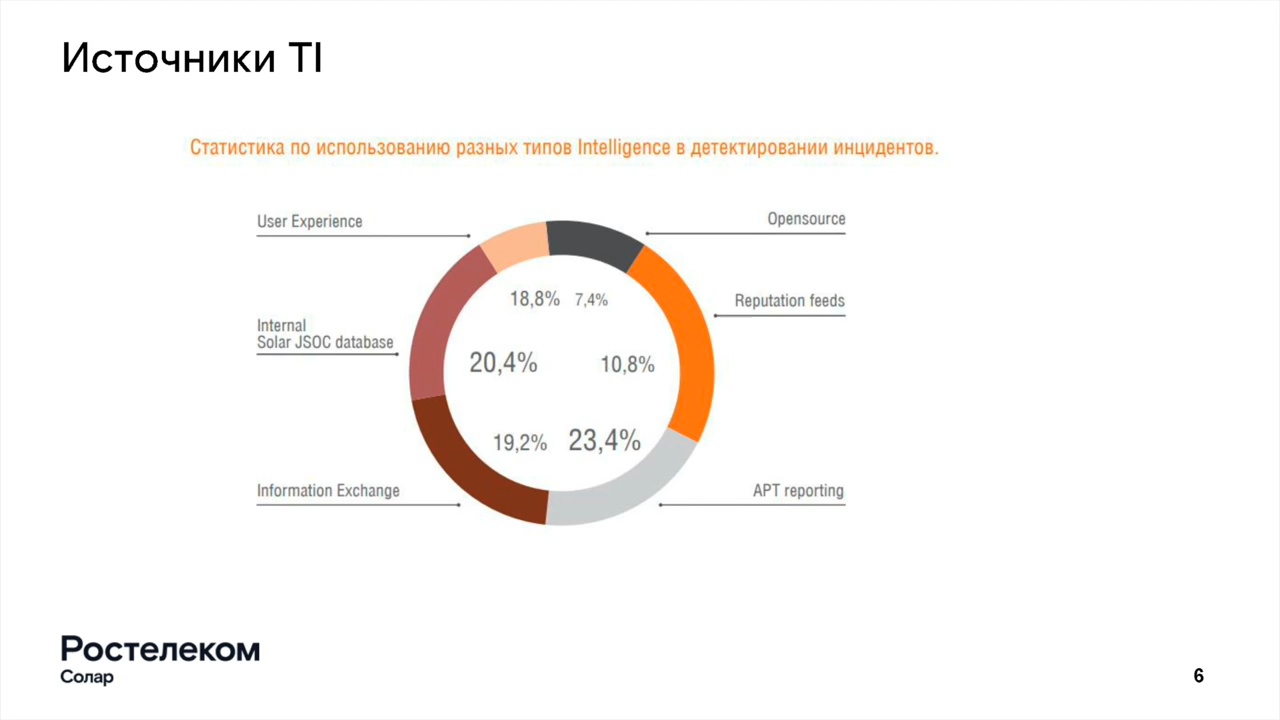 Источники TI
Статистика по использованию разных типов Intelligence в детектировании инцидентов.
User Experience
Opensource
18,8%
7,4%
Reputation feeds
Internal
Solar JSOC database
20,4%
10,8%
19,2%
23,4%
Information Exchange
APT reporting
Ростелеком
Солар
6